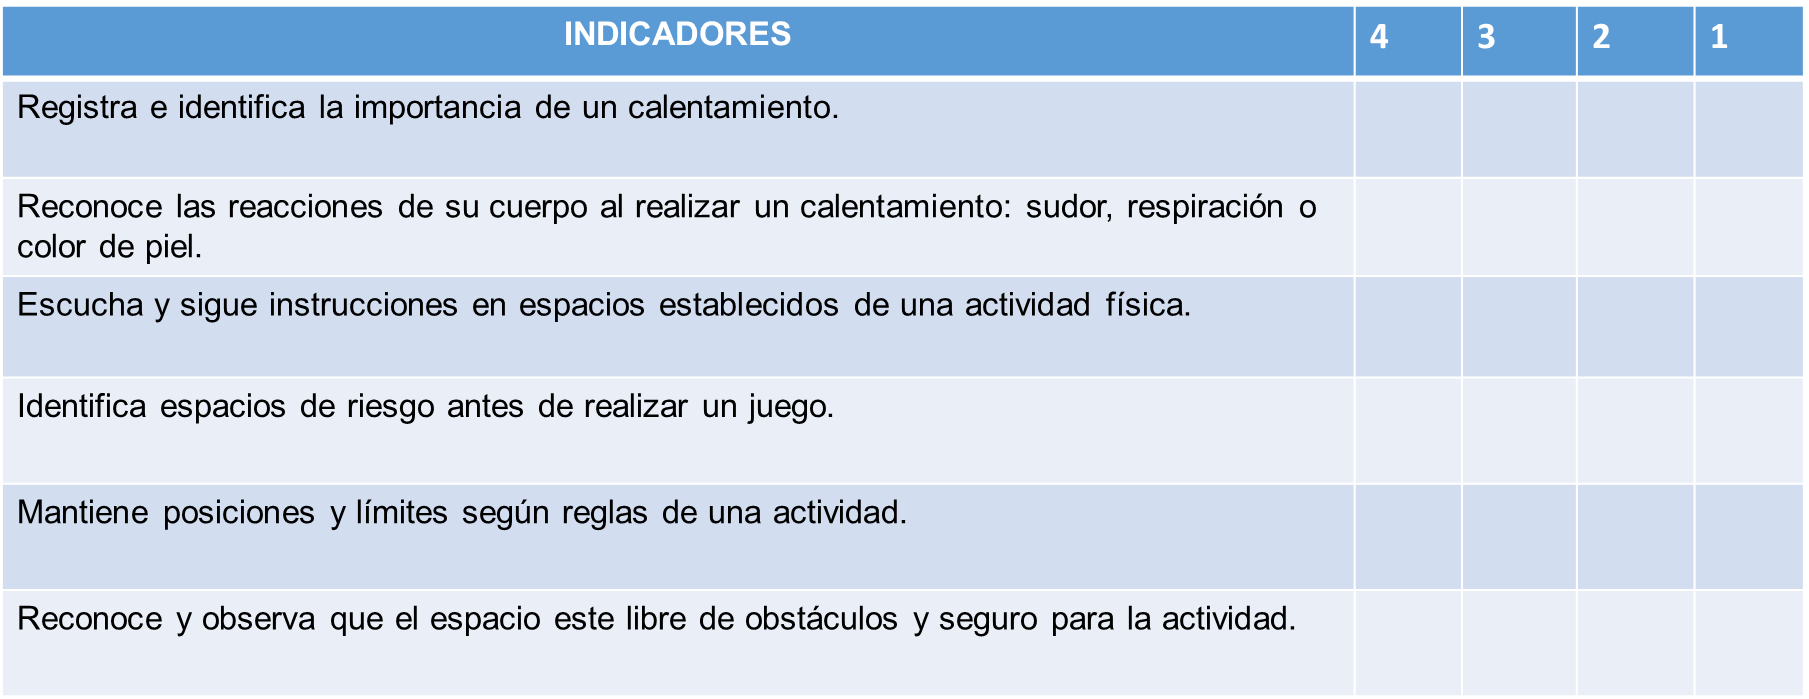 INDICADORES 4 3 2 1
Registra e identifica la importancia de un calentamiento.
Reconoce las reacciones de su cuerpo al realizar un calentamiento: sudor, respiración o
color de piel.
Escucha y sigue instrucciones en espacios establecidos de una actividad física.
Identifica espacios de riesgo antes de realizar un juego.
Mantiene posiciones y límites según reglas de una actividad.
Reconoce y observa que el espacio este libre de obstáculos y seguro para la actividad.